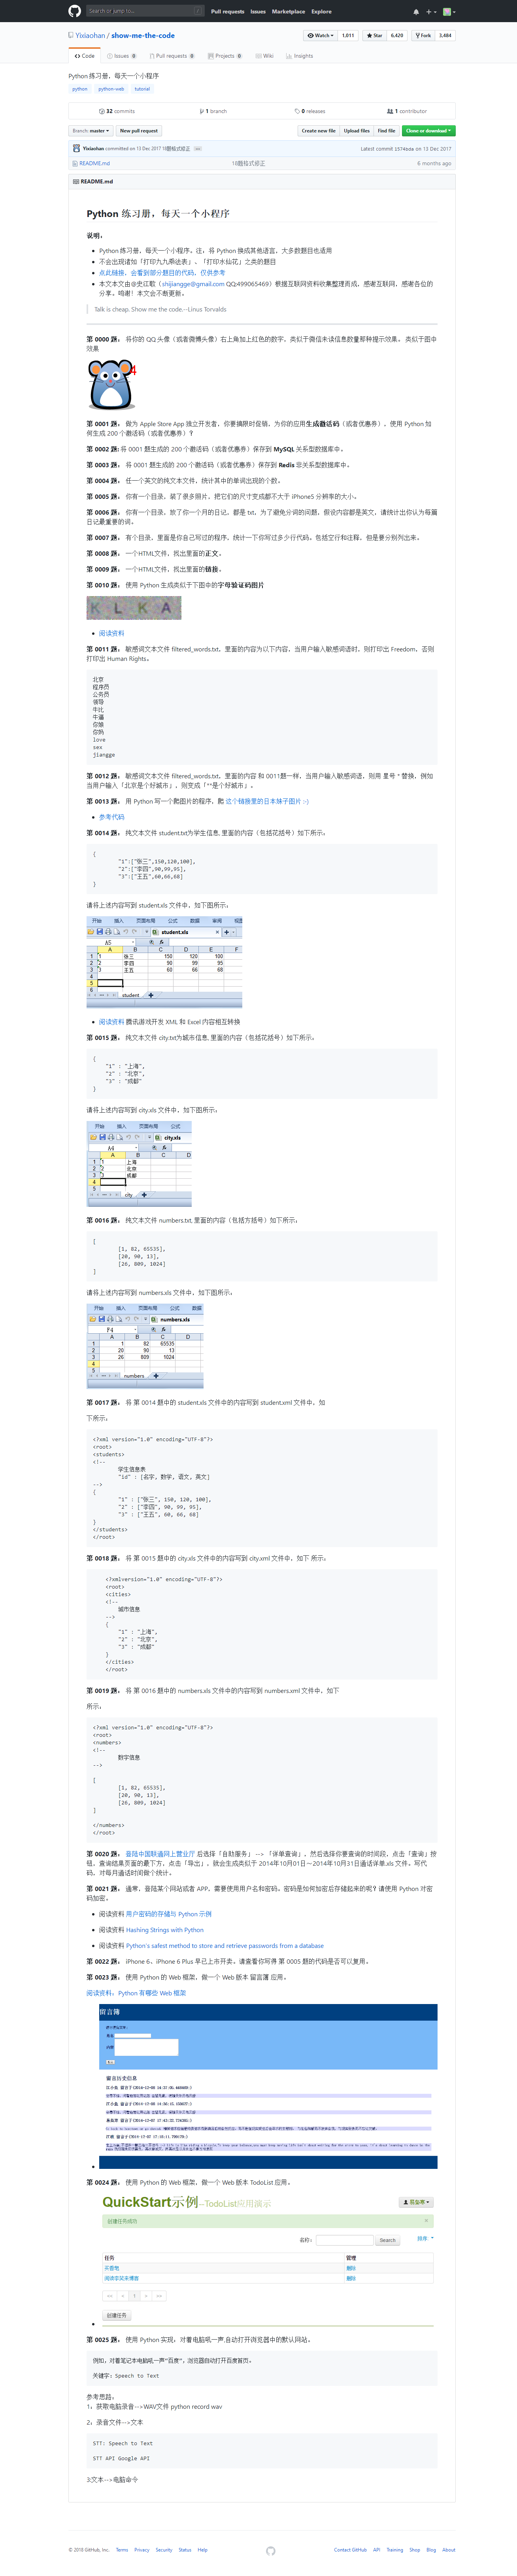 Search or jump to...
Pull requests Issues Marketplace Explore
Yixiaohan / show-me-the-code
Watch 1,011 Star 6,420 Fork 3,484
Code Issues 0 Pull requests 0 Projects 0 Wiki Insights
Python 练习册，每天一个小程序
python python-web tutorial
32 commits 1 branch 0 releases 1 contributor
Branch: master New pull request Create new file Upload files Find file Clone or download
Yixiaohan committed on 13 Dec 2017 10题格式修正
Latest commit on 13 Dec 2017
README.md 10题格式修正 6 months ago
README.md
Python 练习册，每天一个小程序
说明，
Python 练习册，每天一个小程序。注，将 Python 换成其他语言，大多数题目也适用
不会出现诸如「打印九九乘法表」、「打印水仙花」之类的题目
点此链接，会看到部分题目的代码，仅供参考
本文本文由@史江歌（shijiangge@gmail.com QQ:499065469）根据互联网资料收集整理而成，感谢互联网，感谢各位的
分享。鸣谢！本文会不断更新。
Talk is cheap. Show me the code.--Linus Torvalds
第 0000 题， 将你的 QQ 头像（或者微博头像）右上角加上红色的数字，类似于微信未读信息数量那种提示效果。 类似于图中
效果
4
第 0001 题， 做为 Apple Store App 独立开发者，你要搞限时促销，为你的应用生成激活码（或者优惠券），使用 Python 如
何生成 200 个激活码（或者优惠券）？
第 0002 题: 将 0001 题生成的 200 个激活码（或者优惠券）保存到 MySQL 关系型数据库中。
第 0003 题， 将 0001 题生成的 200 个激活码（或者优惠券）保存到 Redis 非关系型数据库中。
第 0004 题， 任一个英文的纯文本文件，统计其中的单词出现的个数。
第 0005 题， 你有一个目录，装了很多照片，把它们的尺寸变成都不大于 iPhone5 分辨率的大小。
第 0006 题， 你有一个目录，放了你一个月的日记，都是 txt，为了避免分词的问题，假设内容都是英文，请统计出你认为每篇
日记最重要的词。
第 0007 题， 有个目录，里面是你自己写过的程序，统计一下你写过多少行代码。包括空行和注释，但是要分别列出来。
第 0008 题， 一个HTML文件，找出里面的正文。
第 0009 题， 一个HTML文件，找出里面的链接。
第 0010 题， 使用 Python 生成类似于下图中的字母验证码图片
K L K A
阅读资料
第 0011 题， 敏感词文本文件 filtered_words.txt，里面的内容为以下内容，当用户输入敏感词语时，则打印出 Freedom，否则
打印出 Human Rights。
北京
程序员
公务员
领导
牛比
牛逼
你娘
你妈
love
sex
jiangge
第 0012 题， 敏感词文本文件 filtered_words.txt，里面的内容 和 0011题一样，当用户输入敏感词语，则用 星号 * 替换，例如
当用户输入「北京是个好城市」，则变成「**是个好城市」。
第 0013 题， 用 Python 写一个爬图片的程序，爬 这个链接里的日本妹子图片 :-)
参考代码
第 0014 题， 纯文本文件 student.txt为学生信息, 里面的内容（包括花括号）如下所示，
{
"1":["张三",150,120,100],
"2":["李四",90,99,95],
"3":["王五",60,66,68]
}
请将上述内容写到 student.xls 文件中，如下图所示，
开始 插入 页面布局 公式 数据 审阅 视图
student.xls
A5
A B C D E F
1 1 张三 150 120 100
2 2 李四 90 99 95
3 3 王五 60 66 68
4
5
student
阅读资料 腾讯游戏开发 XML 和 Excel 内容相互转换
第 0015 题， 纯文本文件 city.txt为城市信息, 里面的内容（包括花括号）如下所示，
{
"1" : "上海",
"2" : "北京",
"3" : "成都"
}
请将上述内容写到 city.xls 文件中，如下图所示，
开始 插入 页面布局 公式
city.xls
A4
A B C D
1 1 上海
2 2 北京
3 3 成都
4
5
city
第 0016 题， 纯文本文件 numbers.txt, 里面的内容（包括方括号）如下所示，
[
[1, 82, 65535],
[20, 90, 13],
[26, 809, 1024]
]
请将上述内容写到 numbers.xls 文件中，如下图所示，
开始 插入 页面布局 公式
numbers.xls
F4
A B C D
1 1 82 65535
2 20 90 13
3 26 809 1024
4
5
numbers
第 0017 题， 将 第 0014 题中的 student.xls 文件中的内容写到 student.xml 文件中，如
下所示，
<?xml version="1.0" encoding="UTF-8"?>
<root>
<students>
<!--
学生信息表
"id" : [名字, 数学, 语文, 英文]
-->
{
"1" : ["张三", 150, 120, 100],
"2" : ["李四", 90, 99, 95],
"3" : ["王五", 60, 66, 68]
}
</students>
</root>
第 0018 题， 将 第 0015 题中的 city.xls 文件中的内容写到 city.xml 文件中，如下 所示，
<?xmlversion="1.0" encoding="UTF-8"?>
<root>
<cities>
<!--
城市信息
-->
{
"1" : "上海",
"2" : "北京",
"3" : "成都"
}
</cities>
</root>
第 0019 题， 将 第 0016 题中的 numbers.xls 文件中的内容写到 numbers.xml 文件中，如下
所示，
<?xml version="1.0" encoding="UTF-8"?>
<root>
<numbers>
<!--
数字信息
-->
[
[1, 82, 65535],
[20, 90, 13],
[26, 809, 1024]
]
</numbers>
</root>
第 0020 题， 登陆中国联通网上营业厅 后选择「自助服务」 --> 「详单查询」，然后选择你要查询的时间段，点击「查询」按
钮，查询结果页面的最下方，点击「导出」，就会生成类似于 2014年10月01日～2014年10月31日通话详单.xls 文件。写代
码，对每月通话时间做个统计。
第 0021 题， 通常，登陆某个网站或者 APP，需要使用用户名和密码。密码是如何加密后存储起来的呢？请使用 Python 对密
码加密。
阅读资料 用户密码的存储与 Python 示例
阅读资料 Hashing Strings with Python
阅读资料 Python's safest method to store and retrieve passwords from a database
第 0022 题， iPhone 6、iPhone 6 Plus 早已上市开卖。请查看你写得 第 0005 题的代码是否可以复用。
第 0023 题， 使用 Python 的 Web 框架，做一个 Web 版本 留言簿 应用。
阅读资料，Python 有哪些 Web 框架
留言簿
留言历史信息
第 0024 题， 使用 Python 的 Web 框架，做一个 Web 版本 TodoList 应用。
QuickStart示例--TodoList应用演示
创建任务成功
名称： Search
任务 管理
删除
删除
<< < 1 > >>
创建任务
第 0025 题， 使用 Python 实现，对着电脑吼一声,自动打开浏览器中的默认网站。
例如，对着笔记本电脑吼一声"百度"，浏览器自动打开百度首页。
关键字：Speech to Text
参考思路，
1，获取电脑录音-->WAV文件 python record wav
2，录音文件-->文本
STT: Speech to Text
STT API Google API
3:文本-->电脑命令
© 2018 GitHub, Inc. Terms Privacy Security Status Help
Contact GitHub API Training Shop Blog About